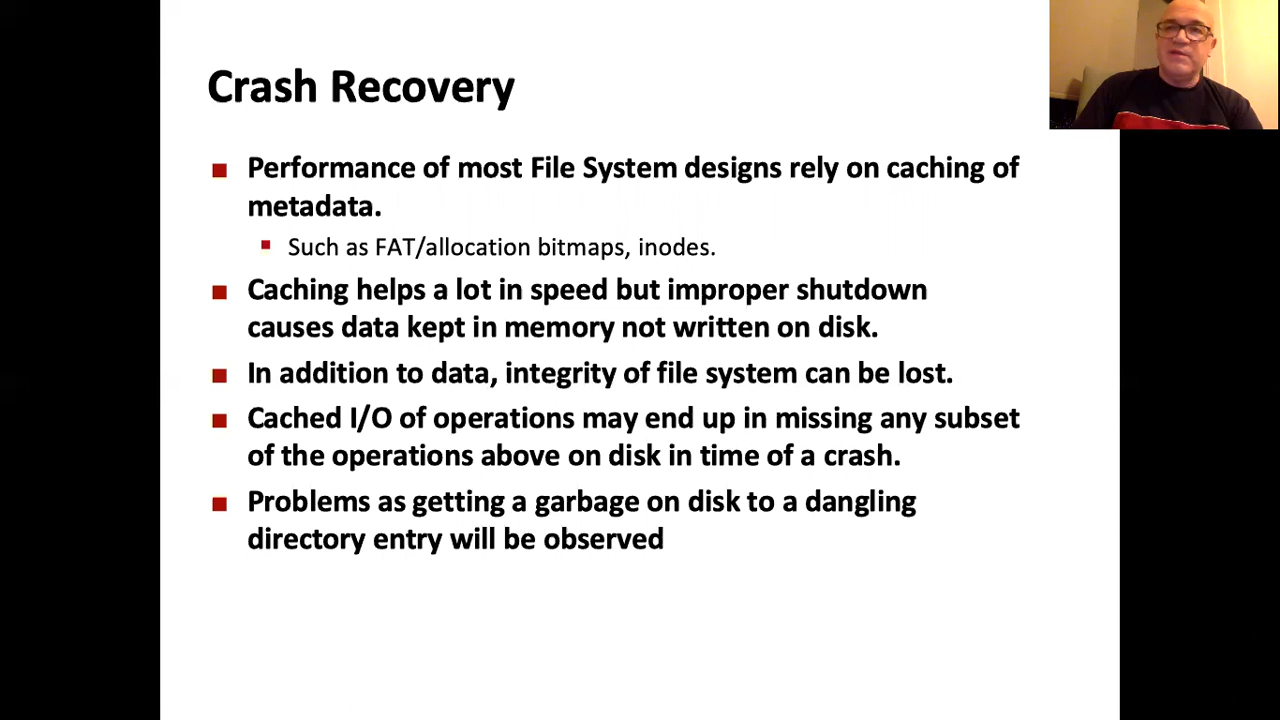 Crash Recovery
Performance of most File System designs rely on caching of
metadata.
Such as FAT/allocation bitmaps, inodes.
Caching helps a lot in speed but improper shutdown
causes data kept in memory not written on disk.
In addition to data, integrity of file system can be lost.
Cached I/O of operations may end up in missing any subset
of the operations above on disk in time of a crash.
Problems as getting a garbage on disk to a dangling
directory entry will be observed